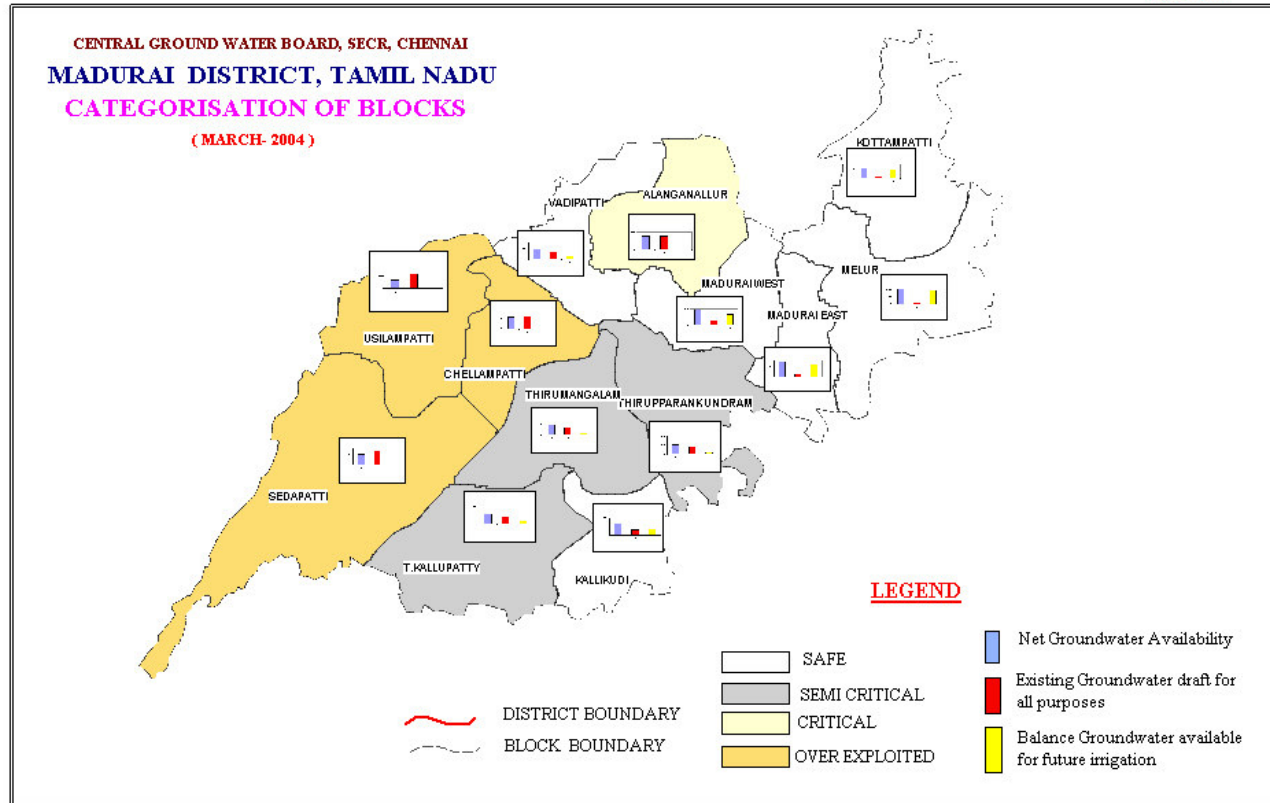 CENTRAL GROUND WATER BOARD, SECR, CHENNAI
MADURAI DISTRICT, TAMIL NADU
CATEGORISATION OF BLOCKS
( MARCH- 2004 )
KOTTAMPATTI
ALANGANALLUR
VADIPATTI
MELUR
MADURAI WEST
MADURAI EAST
USILAMPATTI
CHELLAMPATTI
THIRUMANGALAM
THIRUPPARANKUNDRAM
SEDAPATTI
T.KALLUPATTY
KALLIKUDI
LEGEND
SAFE
SEMI CRITICAL
CRITICAL
OVER EXPLOITED
DISTRICT BOUNDARY
BLOCK BOUNDARY
Net Groundwater Availability
Existing Groundwater draft for
all purposes
Balance Groundwater available
for future irrigation